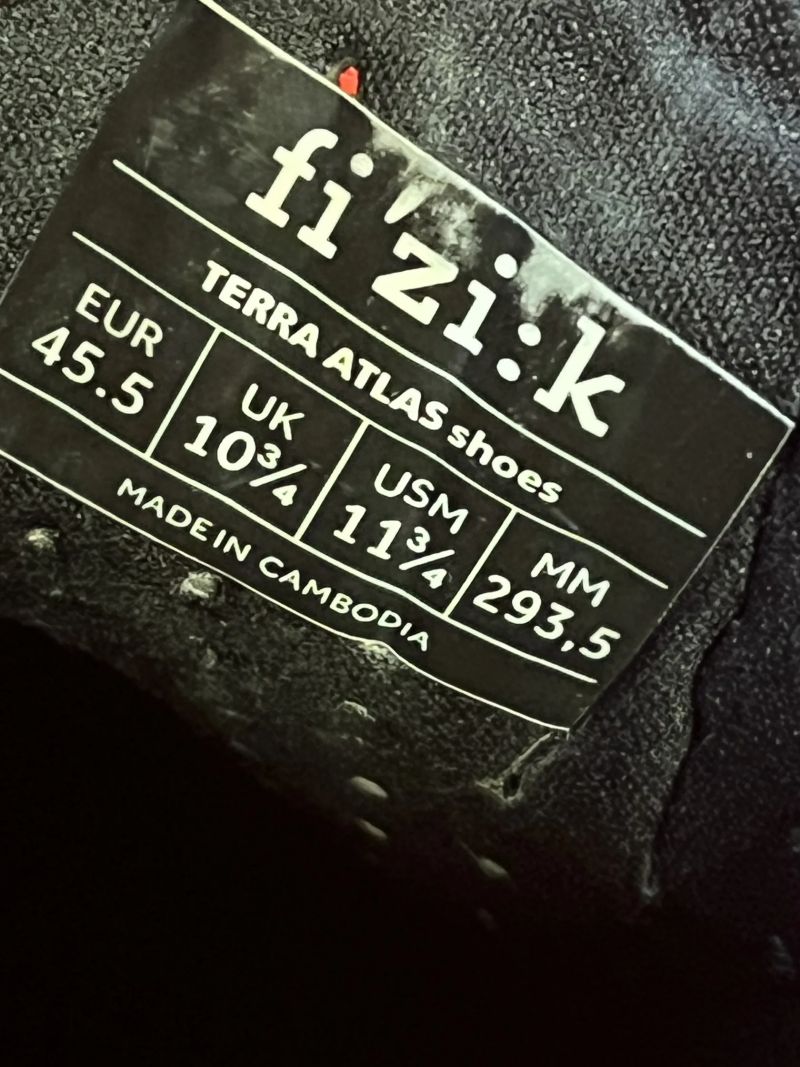 fi'zi:k
TERRA ATLAS shoes
EUR UK USM MM
45.5 10¾ 11¾ 293,5
MADE IN CAMBODIA